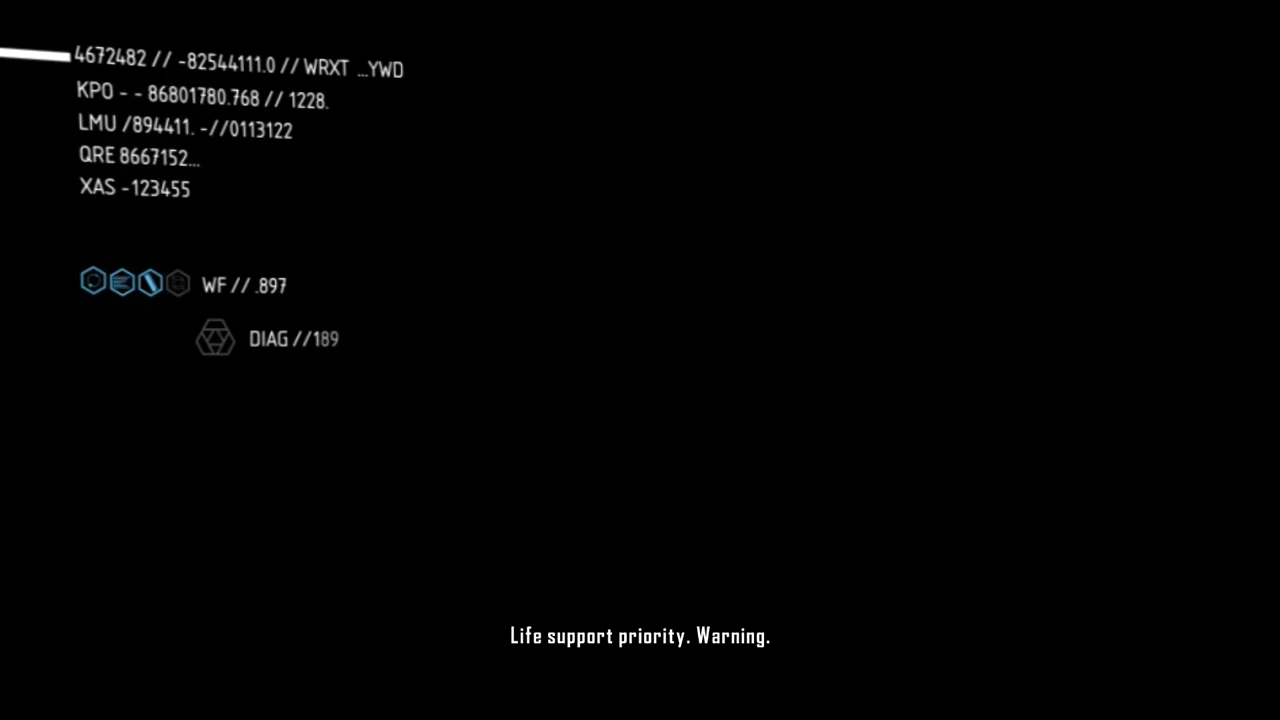 4672482 // -82544111.0 // WRXT ...YWD
KPO - - 86801780.768 // 1228.
LMU /894411. -//0113122
QRE 8667152...
XAS -123455
WF // .897
DIAG //189
Life support priority. Warning.